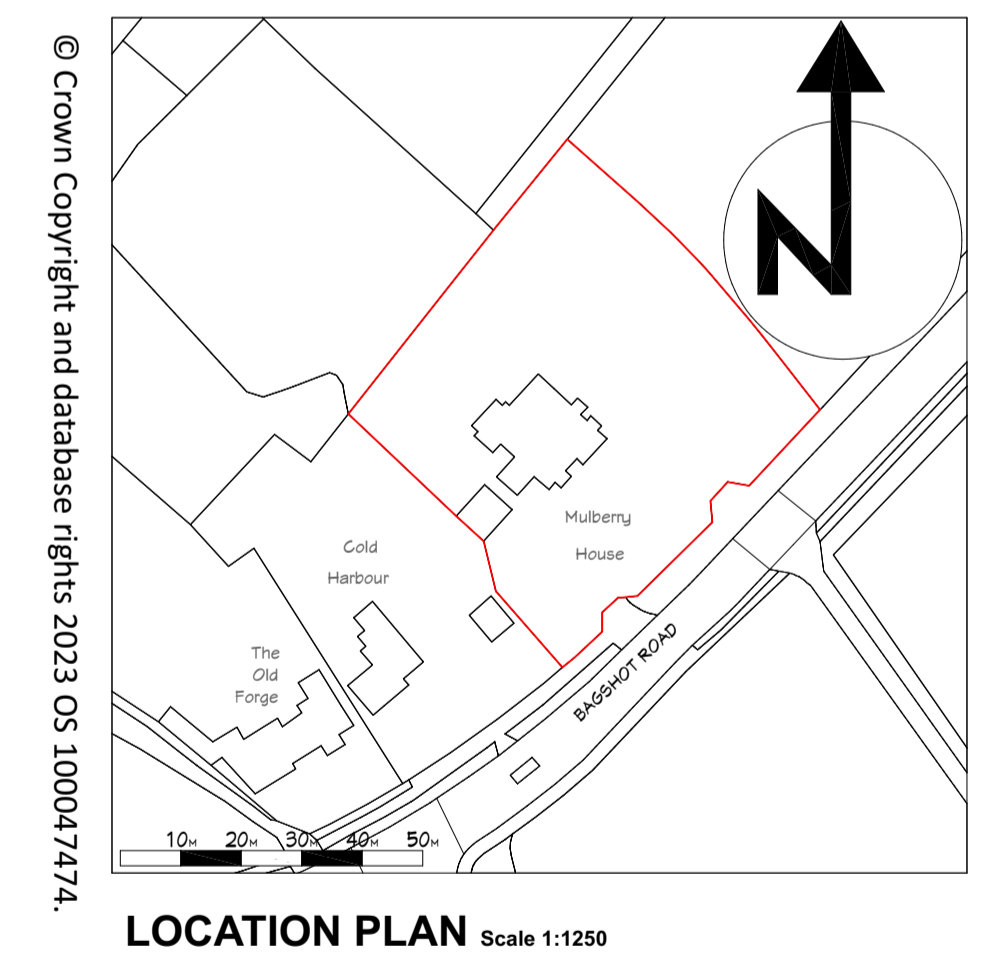 © Crown Copyright and database rights 2023 OS 100047474.
N
Mulberry
House
Cold
Harbour
The
Old
Forge
BAGSHOT ROAD
10M 20M 30M 40M 50M
LOCATION PLAN Scale 1:1250